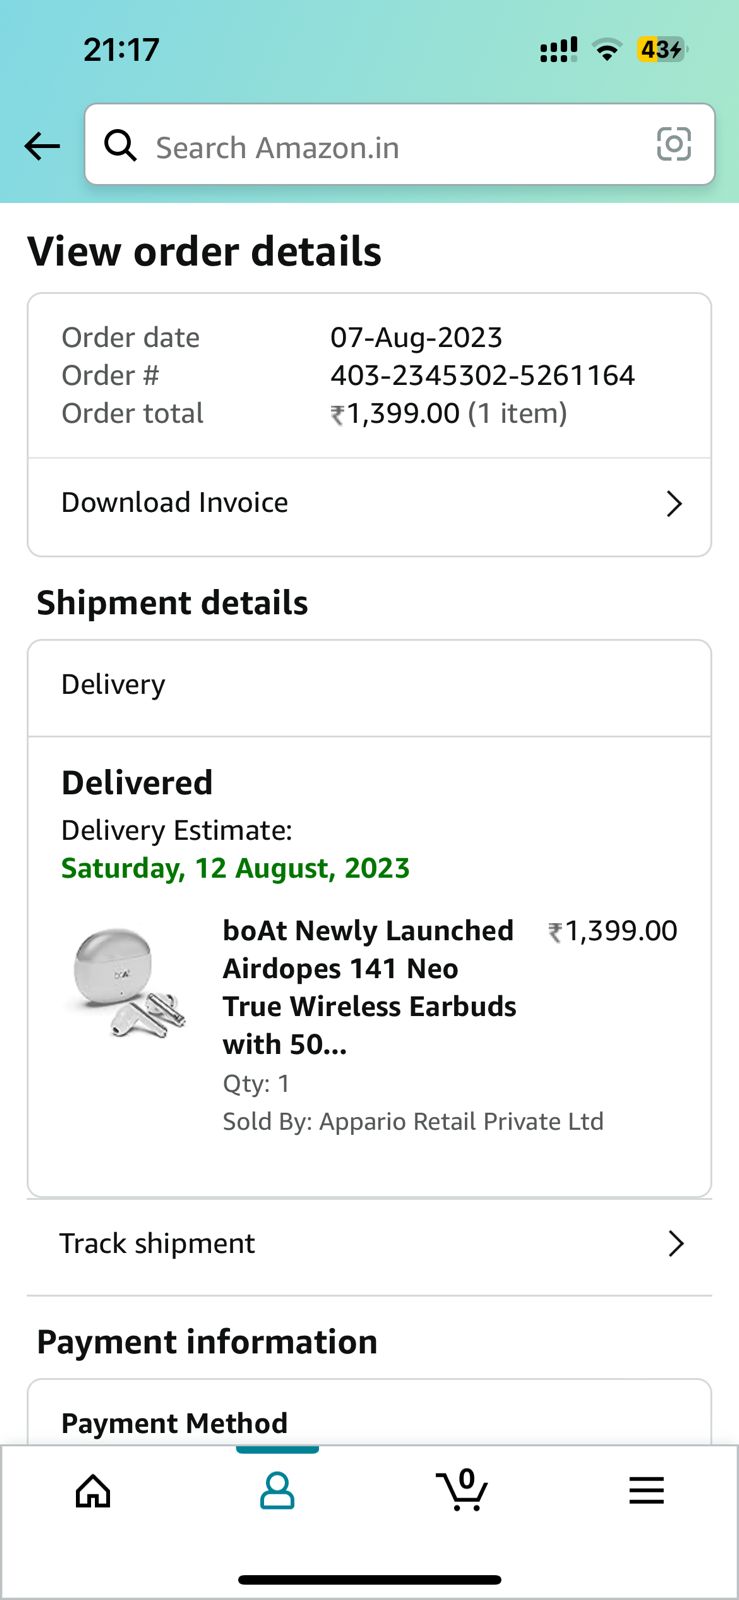 21:17
43
Search Amazon.in
View order details
Order date 07-Aug-2023
Order # 403-2345302-5261164
Order total ₹1,399.00 (1 item)
Download Invoice
Shipment details
Delivery
Delivered
Delivery Estimate:
Saturday, 12 August, 2023
boAt Newly Launched ₹1,399.00
Airdopes 141 Neo
True Wireless Earbuds
with 50...
Qty: 1
Sold By: Appario Retail Private Ltd
boAt
Track shipment
Payment information
Payment Method
0